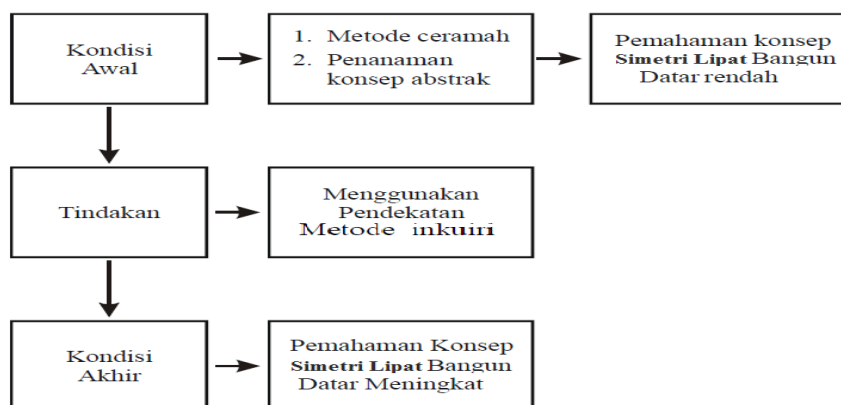 Kondisi
Awal
1. Metode ceramah
2. Penanaman
konsep abstrak
Pemahaman konsep
Simetri Lipat Bangun
Datar rendah
Tindakan
Menggunakan
Pendekatan
Metode inkuiri
Kondisi
Akhir
Pemahaman Konsep
Simetri Lipat Bangun
Datar Meningkat